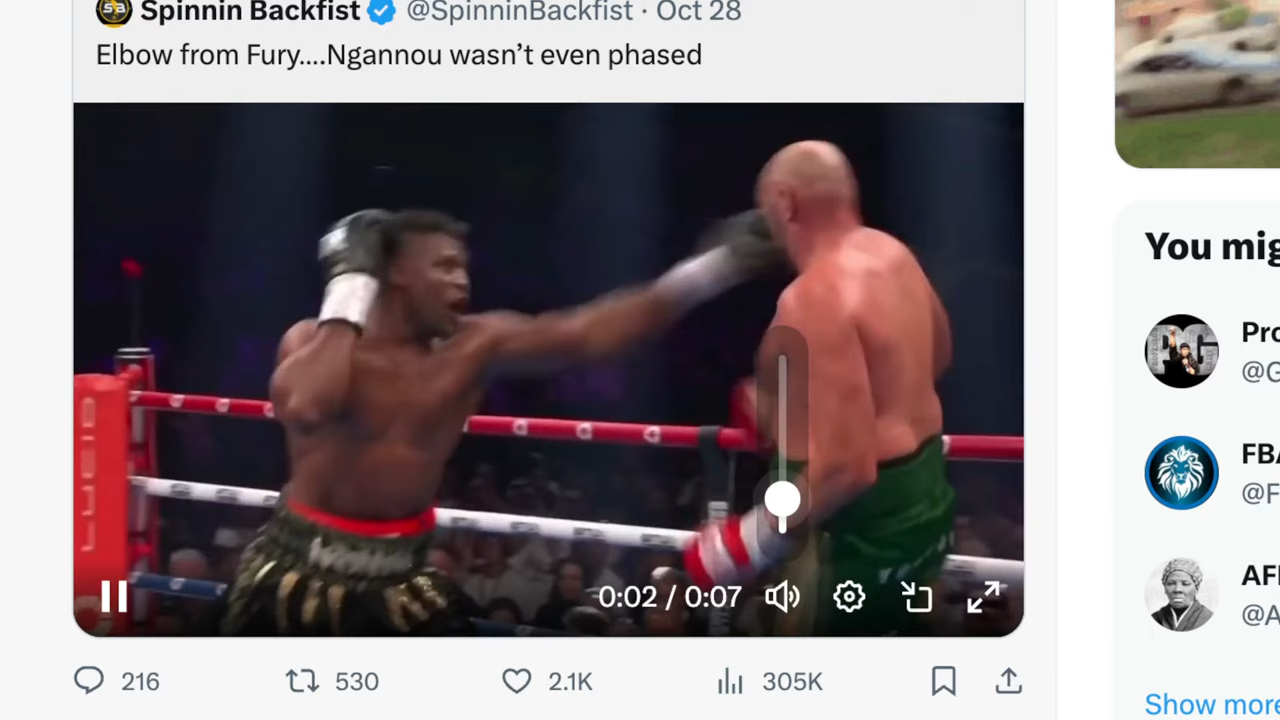 Spinnin Backfist @SpinninBackfist · Oct 28
Elbow from Fury....Ngannou wasn't even phased
0:02 / 0:07
216 530 2.1K 305K
You mig
Pro
@G
FBA
@F
AF
@A
Show more